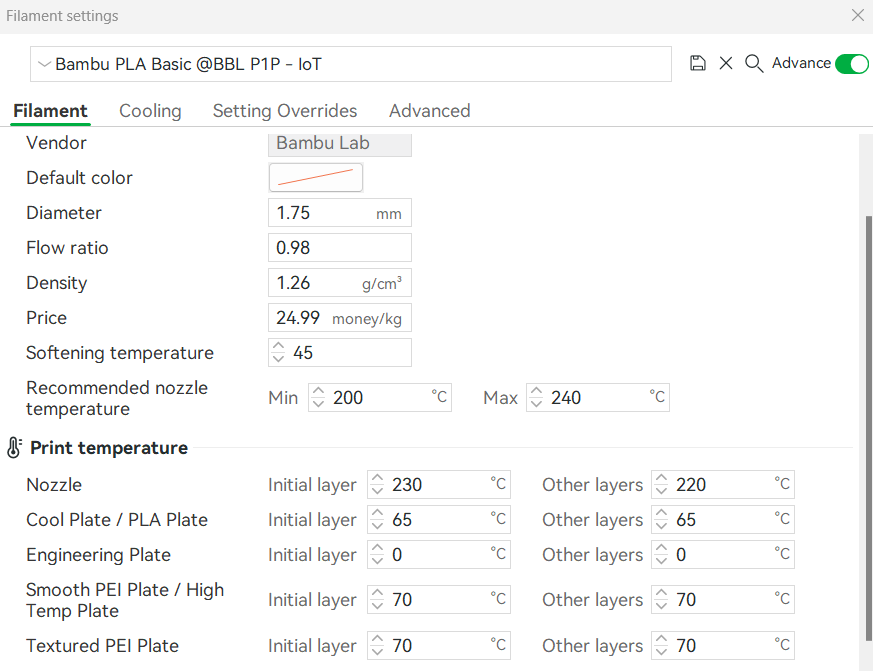 Filament settings
Bambu PLA Basic @BBL P1P - IoT
Advance
Filament Cooling Setting Overrides Advanced
Vendor Bambu Lab
Default color
Diameter 1.75 mm
Flow ratio 0.98
Density 1.26 g/cm³
Price 24.99 money/kg
Softening temperature 45
Recommended nozzle
temperature Min 200 °C Max 240 °C
Print temperature
Nozzle Initial layer 230 °C Other layers 220 °C
Cool Plate / PLA Plate Initial layer 65 °C Other layers 65 °C
Engineering Plate Initial layer 0 °C Other layers 0 °C
Smooth PEI Plate / High
Temp Plate Initial layer 70 °C Other layers 70 °C
Textured PEI Plate Initial layer 70 °C Other layers 70 °C